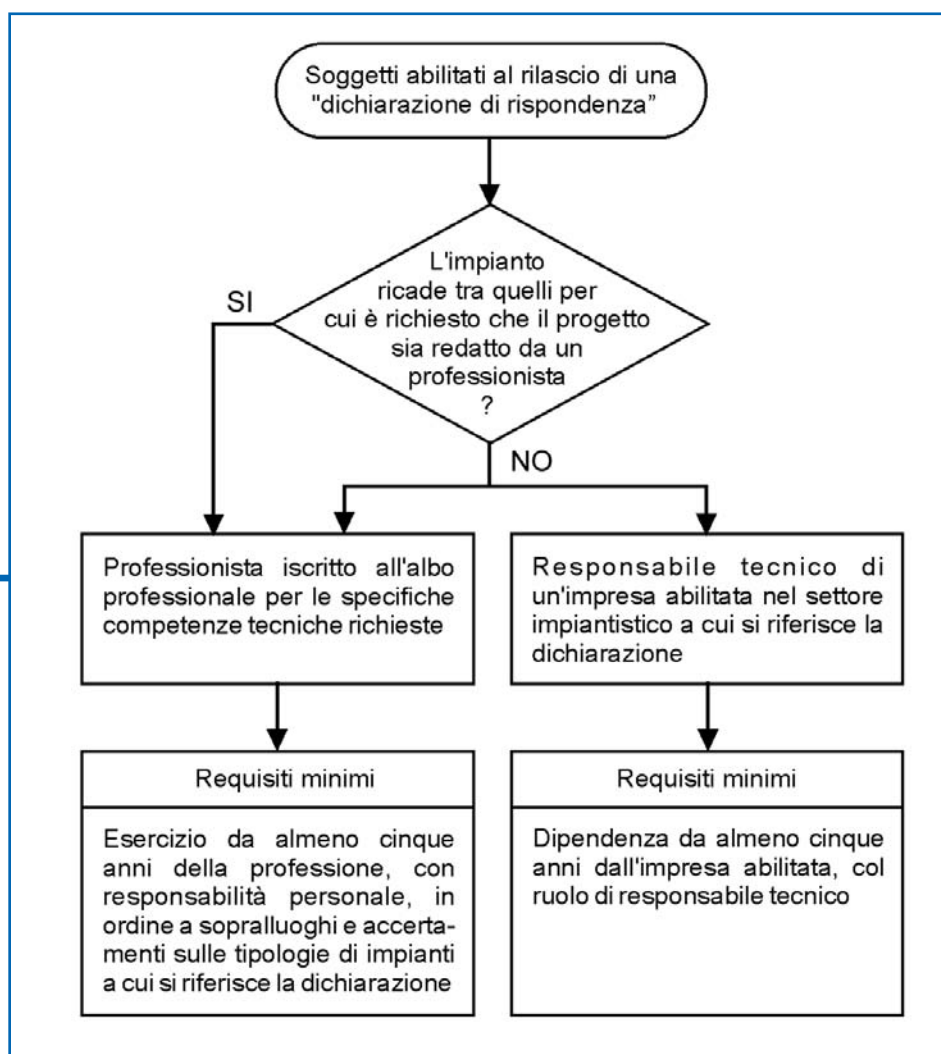 Soggetti abilitati al rilascio di una
"dichiarazione di rispondenza”
L'impianto
ricade tra quelli per
cui è richiesto che il progetto
sia redatto da un
professionista
?
SI
NO
Professionista iscritto all'albo
professionale per le specifiche
competenze tecniche richieste
Responsabile tecnico di
un'impresa abilitata nel settore
impiantistico a cui si riferisce la
dichiarazione
Requisiti minimi
Esercizio da almeno cinque
anni della professione, con
responsabilità personale, in
ordine a sopralluoghi e accerta-
menti sulle tipologie di impianti
a cui si riferisce la dichiarazione
Requisiti minimi
Dipendenza da almeno cinque
anni dall'impresa abilitata, col
ruolo di responsabile tecnico